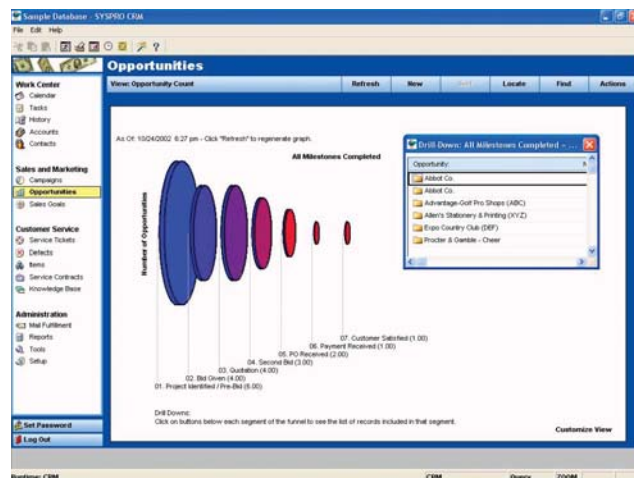 Sample Database - SYSPRO CRM
File Edit Help
Opportunities
View: Opportunity Count
Refresh New Locate Find Actions
Work Center
Calendar
Tasks
History
Accounts
Contacts
Sales and Marketing
Campaigns
Opportunities
Sales Goals
Customer Service
Service Tickets
Defects
Items
Service Contracts
Knowledge Base
Administration
Mail Fulfillment
Reports
Tools
Setup
Set Password
Log Out
As Of: 10/24/2002 6:27 pm - Click "Refresh" to regenerate graph.
All Milestones Completed
Number of Opportunities
07. Customer Satisfied (1.00)
06. Payment Received (1.00)
05. PO Received (2.00)
04. Second Bid (3.00)
03. Quotation (4.00)
02. Bid Given (4.00)
01. Project Identified / Pre-Bid (6.00)
Drill Downs:
Click on buttons below each segment of the funnel to see the list of records included in that segment.
Customize View
Drill Down: All Milestones Completed - ...
Opportunity:
Abbot Co.
Abbot Co.
Advantage-Golf Pro Shops (ABC)
Allen's Stationery & Printing (XYZ)
Expo Country Club (DEF)
Procter & Gamble - Cheer
Runtime: CRM
CRM Query ZOOM